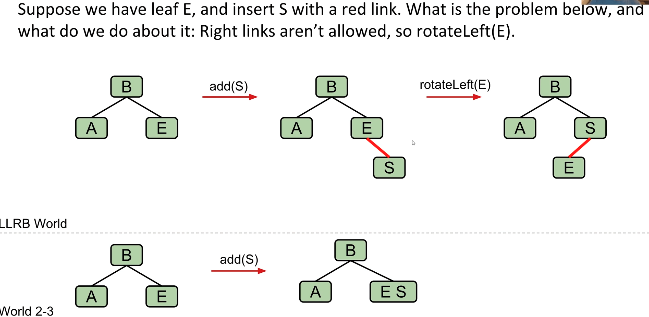 Suppose we have leaf E, and insert S with a red link. What is the problem below, and
what do we do about it: Right links aren’t allowed, so rotateLeft(E).
B add(S) B rotateLeft(E) B
A E A E A S
S E
LLRB World
B add(S) B
A E A E S
World 2-3